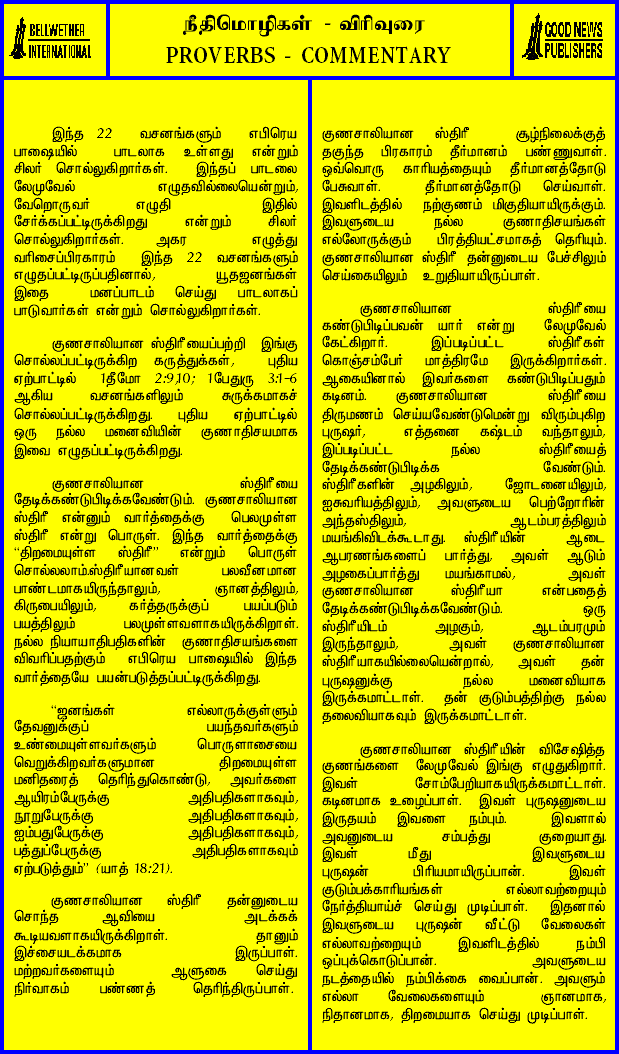 BELLWETHER
INTERNATIONAL
நீதிமொழிகள் - விரிவுரை
PROVERBS - COMMENTARY
GOOD NEWS
PUBLISHERS
இந்த 22 வசனங்களும் எபிரெய
பாஷையில் பாடலாக உள்ளது என்றும்
சிலர் சொல்லுகிறார்கள். இந்தப் பாடலை
லேமுவேல் எழுதவில்லையென்றும்,
வேறொருவர் எழுதி இதில்
சேர்க்கப்பட்டிருக்கிறது என்றும் சிலர்
சொல்லுகிறார்கள். அகர எழுத்து
வரிசைப்பிரகாரம் இந்த 22 வசனங்களும்
எழுதப்பட்டிருப்பதினால், யூதஜனங்கள்
இதை மனப்பாடம் செய்து பாடலாகப்
பாடுவார்கள் என்றும் சொல்லுகிறார்கள்.
குணசாலியான ஸ்திரீயைப்பற்றி இங்கு
சொல்லப்பட்டிருக்கிற கருத்துக்கள், புதிய
ஏற்பாட்டில் 1தீமோ 2:9,10; 1பேதுரு 3:1-6
ஆகிய வசனங்களிலும் சுருக்கமாகச்
சொல்லப்பட்டிருக்கிறது. புதிய ஏற்பாட்டில்
ஒரு நல்ல மனைவியின் குணாதிசயமாக
இவை எழுதப்பட்டிருக்கிறது.
குணசாலியான ஸ்திரீயை
தேடிக்கண்டுபிடிக்கவேண்டும். குணசாலியான
ஸ்திரீ என்னும் வார்த்தைக்கு பெலமுள்ள
ஸ்திரீ என்று பொருள். இந்த வார்த்தைக்கு
“திறமையுள்ள ஸ்திரீ” என்றும் பொருள்
சொல்லலாம்.ஸ்திரீயானவள் பலவீனமான
பாண்டமாகயிருந்தாலும், ஞானத்திலும்,
கிருபையிலும், கர்த்தருக்குப் பயப்படும்
பயத்திலும் பலமுள்ளவளாகயிருக்கிறாள்.
நல்ல நியாயாதிபதிகளின் குணாதிசயங்களை
விவரிப்பதற்கும் எபிரெய பாஷையில் இந்த
வார்த்தையே பயன்படுத்தப்பட்டிருக்கிறது.
“ஜனங்கள் எல்லாருக்குள்ளும்
தேவனுக்குப் பயந்தவர்களும்
உண்மையுள்ளவர்களும் பொருளாசையை
வெறுக்கிறவர்களுமான திறமையுள்ள
மனிதரைத் தெரிந்துகொண்டு, அவர்களை
ஆயிரம்பேருக்கு அதிபதிகளாகவும்,
நூறுபேருக்கு அதிபதிகளாகவும்,
ஐம்பதுபேருக்கு அதிபதிகளாகவும்,
பத்துப்பேருக்கு அதிபதிகளாகவும்
ஏற்படுத்தும்” (யாத் 18:21).
குணசாலியான ஸ்திரீ தன்னுடைய
சொந்த ஆவியை அடக்கக்
கூடியவளாகயிருக்கிறாள். தானும்
இச்சையடக்கமாக இருப்பாள்.
மற்றவர்களையும் ஆளுகை செய்து
நிர்வாகம் பண்ணத் தெரிந்திருப்பாள்.
குணசாலியான ஸ்திரீ சூழ்நிலைக்குத்
தகுந்த பிரகாரம் தீர்மானம் பண்ணுவாள்.
ஒவ்வொரு காரியத்தையும் தீர்மானத்தோடு
பேசுவாள். தீர்மானத்தோடு செய்வாள்.
இவளிடத்தில் நற்குணம் மிகுதியாயிருக்கும்.
இவளுடைய நல்ல குணாதிசயங்கள்
எல்லோருக்கும் பிரத்தியட்சமாகத் தெரியும்.
குணசாலியான ஸ்திரீ தன்னுடைய பேச்சிலும்
செய்கையிலும் உறுதியாயிருப்பாள்.
குணசாலியான ஸ்திரீயை
கண்டுபிடிப்பவன் யார் என்று லேமுவேல்
கேட்கிறார். இப்படிப்பட்ட ஸ்திரீகள்
கொஞ்சம்பேர் மாத்திரமே இருக்கிறார்கள்.
ஆகையினால் இவர்களை கண்டுபிடிப்பதும்
கடினம். குணசாலியான ஸ்திரீயை
திருமணம் செய்யவேண்டுமென்று விரும்புகிற
புருஷர், எத்தனை கஷ்டம் வந்தாலும்,
இப்படிப்பட்ட நல்ல ஸ்திரீயைத்
தேடிக்கண்டுபிடிக்க வேண்டும்.
ஸ்திரீகளின் அழகிலும், ஜோடனையிலும்,
ஐசுவரியத்திலும், அவளுடைய பெற்றோரின்
அந்தஸ்திலும், ஆடம்பரத்திலும்
மயங்கிவிடக்கூடாது. ஸ்திரீயின் ஆடை
ஆபரணங்களைப் பார்த்து, அவள் ஆடும்
அழகைப்பார்த்து மயங்காமல், அவள்
குணசாலியான ஸ்திரீயா என்பதைத்
தேடிக்கண்டுபிடிக்கவேண்டும். ஒரு
ஸ்திரீயிடம் அழகும், ஆடம்பரமும்
இருந்தாலும், அவள் குணசாலியான
ஸ்திரீயாகயில்லையென்றால், அவள் தன்
புருஷனுக்கு நல்ல மனைவியாக
இருக்கமாட்டாள். தன் குடும்பத்திற்கு நல்ல
தலைவியாகவும் இருக்கமாட்டாள்.
குணசாலியான ஸ்திரீயின் விசேஷித்த
குணங்களை லேமுவேல் இங்கு எழுதுகிறார்.
இவள் சோம்பேறியாகயிருக்கமாட்டாள்.
கடினமாக உழைப்பாள். இவள் புருஷனுடைய
இருதயம் இவளை நம்பும். இவளால்
அவனுடைய சம்பத்து குறையாது.
இவள் மீது இவளுடைய
புருஷன் பிரியமாயிருப்பான். இவள்
குடும்பக்காரியங்கள் எல்லாவற்றையும்
நேர்த்தியாய்ச் செய்து முடிப்பாள். இதனால்
இவளுடைய புருஷன் வீட்டு வேலைகள்
எல்லாவற்றையும் இவளிடத்தில் நம்பி
ஒப்புக்கொடுப்பான். அவளுடைய
நடத்தையில் நம்பிக்கை வைப்பான். அவளும்
எல்லா வேலைகளையும் ஞானமாக,
நிதானமாக, திறமையாக செய்து முடிப்பாள்.